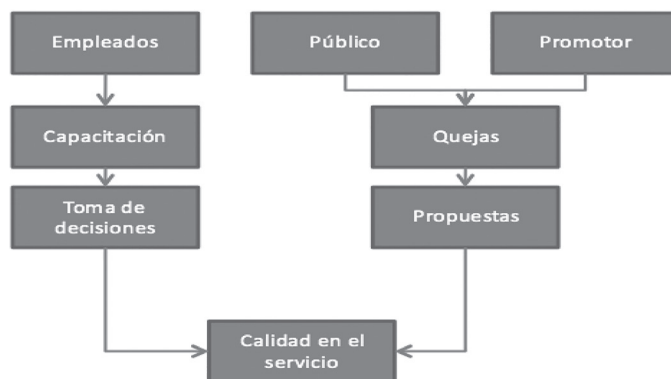 Empleados
Público
Promotor
Capacitación
Quejas
Toma de
decisiones
Propuestas
Calidad en el
servicio